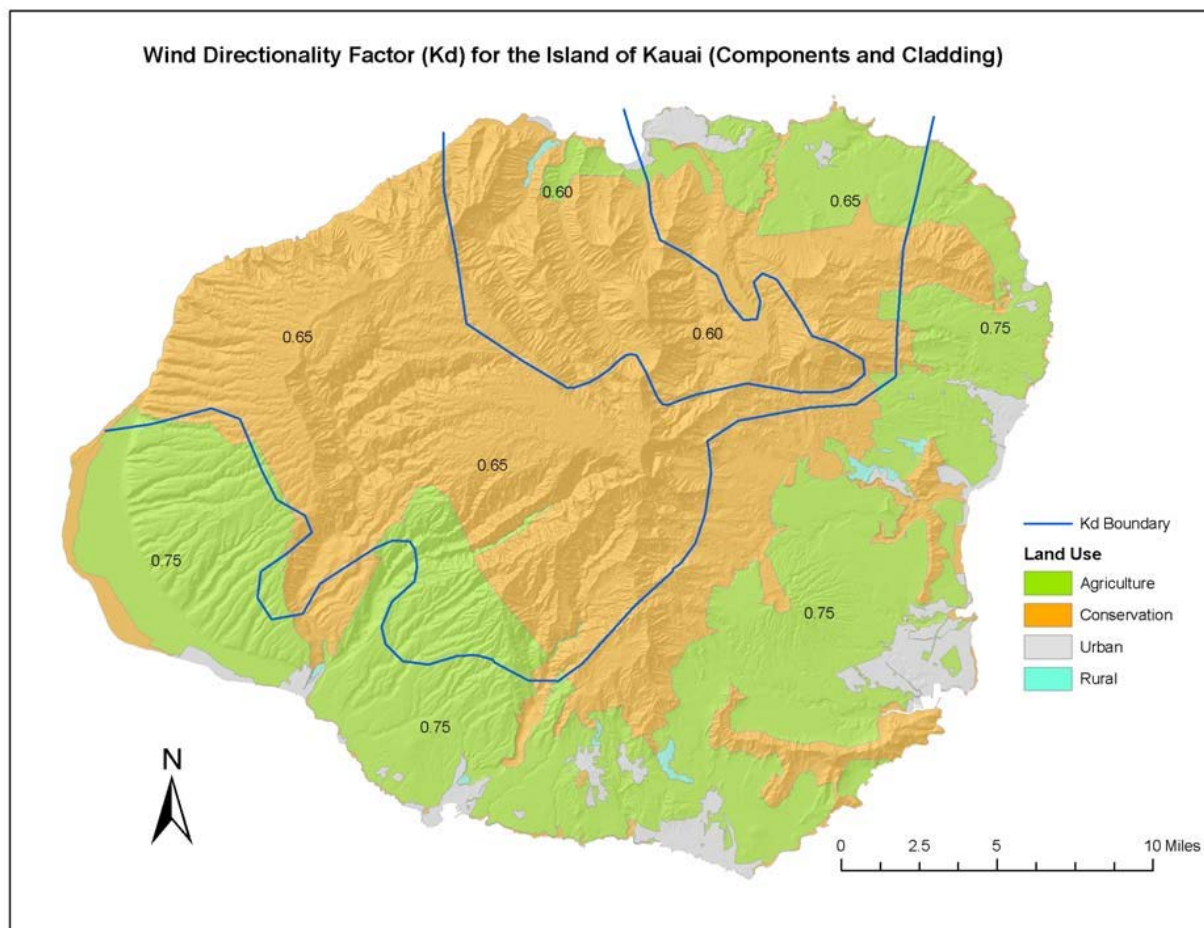 Wind Directionality Factor (Kd) for the Island of Kauai (Components and Cladding)
0.60
0.65
0.65
0.60
0.75
0.65
0.75
0.75
0.75
Kd Boundary
Land Use
Agriculture
Conservation
Urban
Rural
N
0 2.5 5 10 Miles